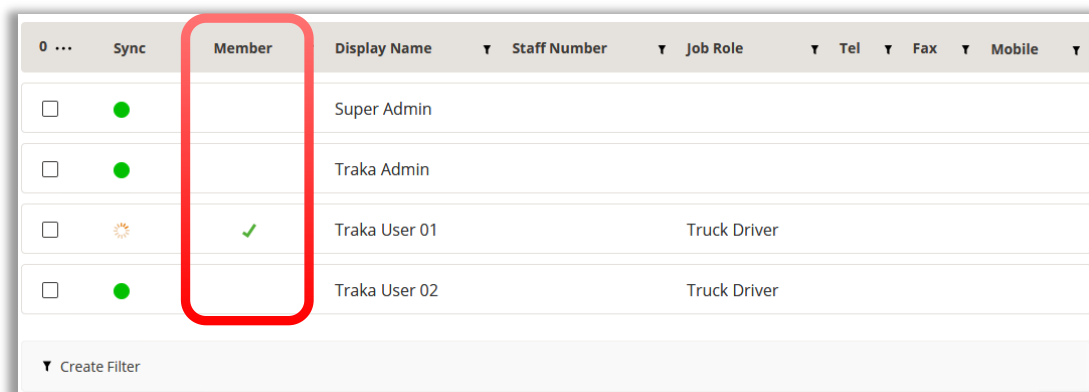 0 ... Sync Member Display Name Staff Number Job Role Tel Fax Mobile
Super Admin
Traka Admin
Traka User 01 Truck Driver
Traka User 02 Truck Driver
Create Filter